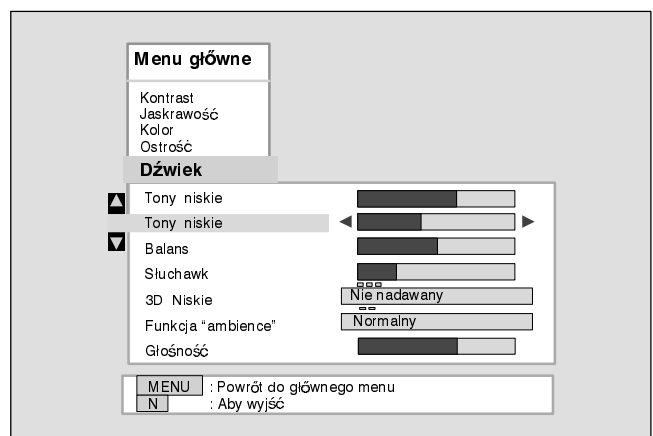 Menu głőwne
Kontrast
Jaskrawość
Kolor
Ostrość
Dźwiek
Tony niskie
Tony niskie
Balans
Słuchawk
3D Niskie
Nie nadawany
Funkcja “ambience”
Normalny
Głośność
MENU : Powrőt do głőwnego menu
N : Aby wyjść